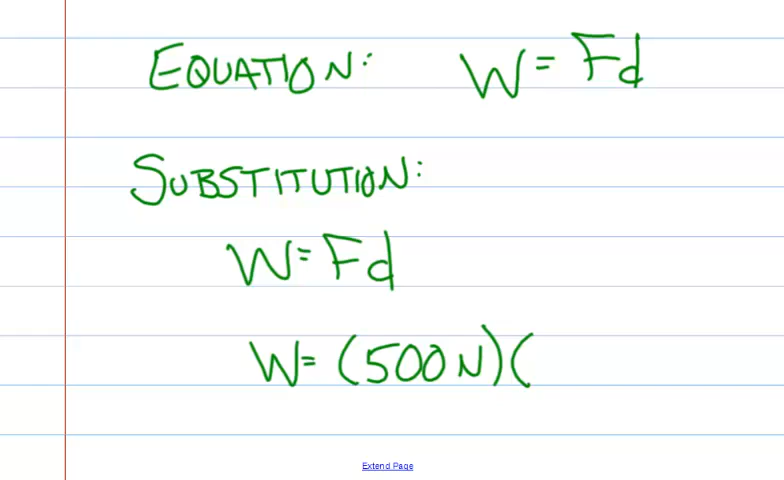 EQUATION: W = Fd
SUBSTITUTION:
W = Fd
W = (500N)(
Extend Page